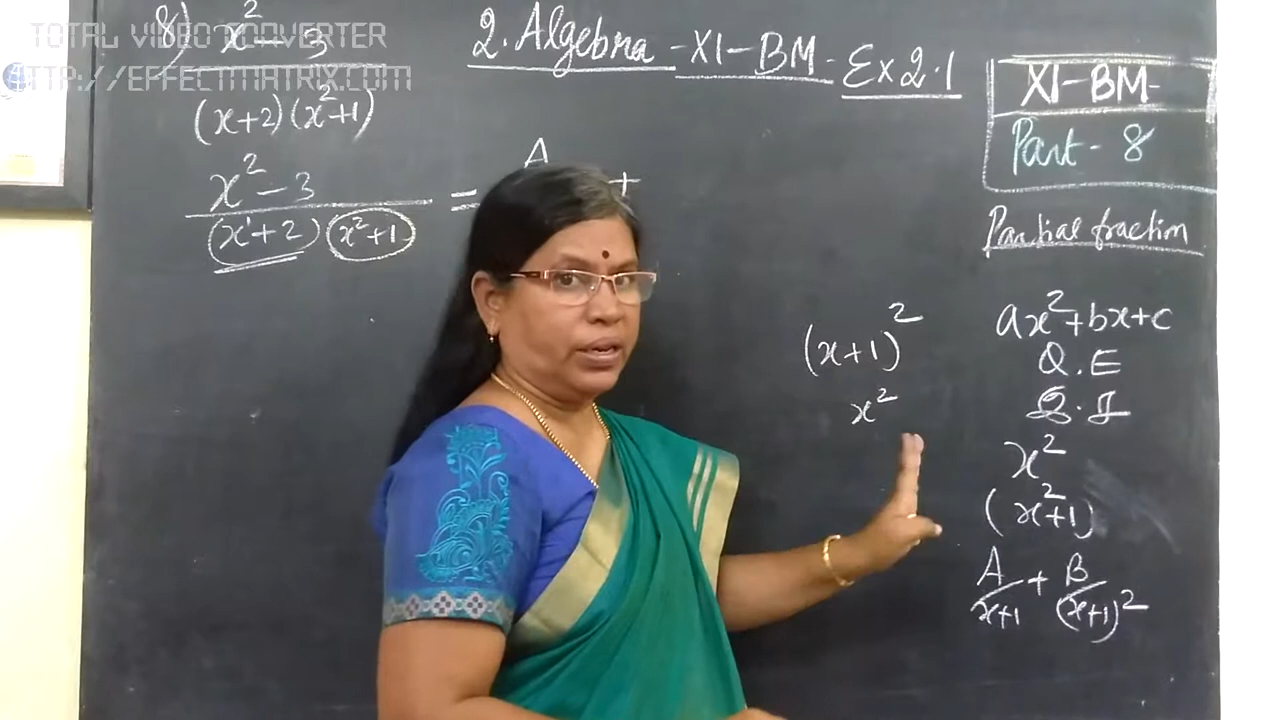 TOTAL VIDEO CONVERTER
HTTP://EFFECTMATRIX.COM
8) x² - 3
(x+2)(x²+1)
x² - 3
(x+2)(x²+1)
= A +
2. Algebra - XI - BM - Ex 2.1
XI - BM -
Part - 8
Partial fraction
(x+1)²
x²
ax²+bx+c
Q.E
x²
(x²+1)
A/x+1 + B/(x+1)²